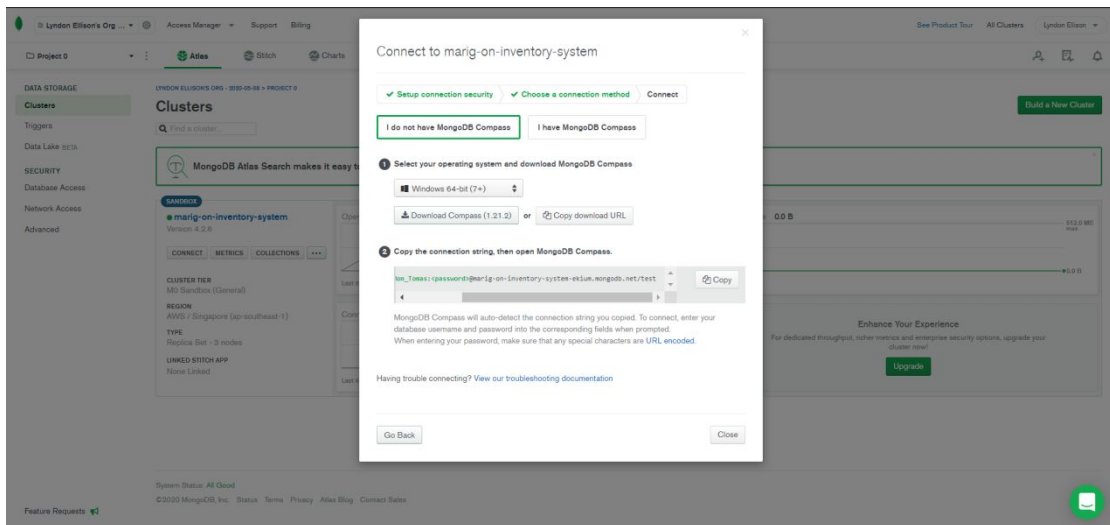 Lyndon Ellison's Org ...
Access Manager
Support
Billing
See Product Tour
All Clusters
Lyndon Ellison
Project 0
Atlas
Stitch
Charts
DATA STORAGE
Clusters
Triggers
Data Lake BETA
SECURITY
Database Access
Network Access
Advanced
Feature Requests
LYNDON ELLISON'S ORG - 2020-05-08 > PROJECT 0
Clusters
Find a cluster...
Build a New Cluster
MongoDB Atlas Search makes it easy
SANDBOX
marig-on-inventory-system
Version 4.2.6
CONNECT
METRICS
COLLECTIONS
...
CLUSTER TIER
M0 Sandbox (General)
REGION
AWS / Singapore (ap-southeast-1)
TYPE
Replica Set - 3 nodes
LINKED STITCH APP
None Linked
Connect to marig-on-inventory-system
Setup connection security
Choose a connection method
Connect
I do not have MongoDB Compass
I have MongoDB Compass
1 Select your operating system and download MongoDB Compass
Windows 64-bit (7+)
Download Compass (1.21.2) or Copy download URL
2 Copy the connection string, then open MongoDB Compass.
_Tomas:<password>@marig-on-inventory-system-ekium.mongodb.net/test
Copy
MongoDB Compass will auto-detect the connection string you copied. To connect, enter your
database username and password into the corresponding fields when prompted.
When entering your password, make sure that any special characters are URL encoded.
Having trouble connecting? View our troubleshooting documentation
Go Back
Close
0.0 B
512.0 MB
max
0.0 B
Enhance Your Experience
For dedicated throughput, richer metrics and enterprise security options, upgrade your
cluster now!
Upgrade
System Status: All Good
©2020 MongoDB, Inc. Status Terms Privacy Atlas Blog Contact Sales